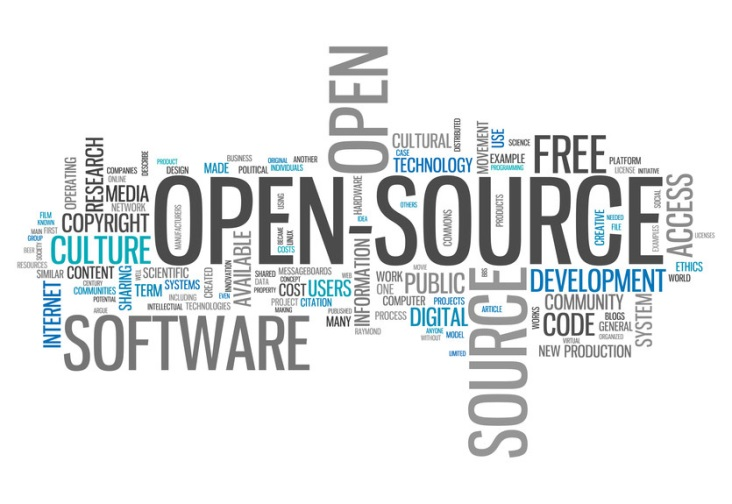 OPEN
CULTURAL
DISTRIBUTED
MOVEMENT
USE
SCIENCE
FREE
CASE
TECHNOLOGY
EXAMPLE
PROGRAMMING
PLATFORM
LICENSE
INITIATIVE
OPERATING
RESEARCH
COMPANIES
ONLINE
DESCRIBE
PRODUCT
DESIGN
MADE
BUSINESS
POLITICAL
ORIGINAL
INDIVIDUALS
ANOTHER
MEDIA
NETWORK
FILM
KNOWN
COPYRIGHT
MAIN
FIRST
GROUP
BEER
SOCIETY
CULTURE
MANUFACTURERS
OPEN-SOURCE
USING
BECAME
LINUX
COSTS
HARDWARE
IDEA
OTHERS
COMMONS
PRODUCTS
CREATIVE
NEEDED
FILE
EXAMPLES
SOCIAL
ACCESS
LICENSES
RESOURCES
SIMILAR
CONTENT
CENTURY
COMMUNITIES
POTENTIAL
ARGUE
INTERNET
SHARING
WELL
SCIENTIFIC
TERM
SYSTEMS
INCLUDING
INTELLECTUAL
TECHNOLOGIES
CREATED
EVEN
INNOVATION
AVAILABLE
SHARED
DATA
PROPERTY
MESSAGEBOARDS
CONCEPT
COST
USERS
WEB
PROJECT
CITATION
MAKING
PUBLISHED
MANY
INFORMATION
RAYMOND
WORK
ONE
MOVIE
PUBLIC
COMPUTER
PROJECTS
PROCESS
DIGITAL
ANYONE
WITHOUT
MODEL
UNITED
BBS
ARTICLE
SOURCE
DEVELOPMENT
ETHICS
WORLD
COMMUNITY
WORKS
CODE
BLOGS
GENERAL
VIRTUAL
ORGANIZED
SYSTEM
NEW
PRODUCTION
SOFTWARE